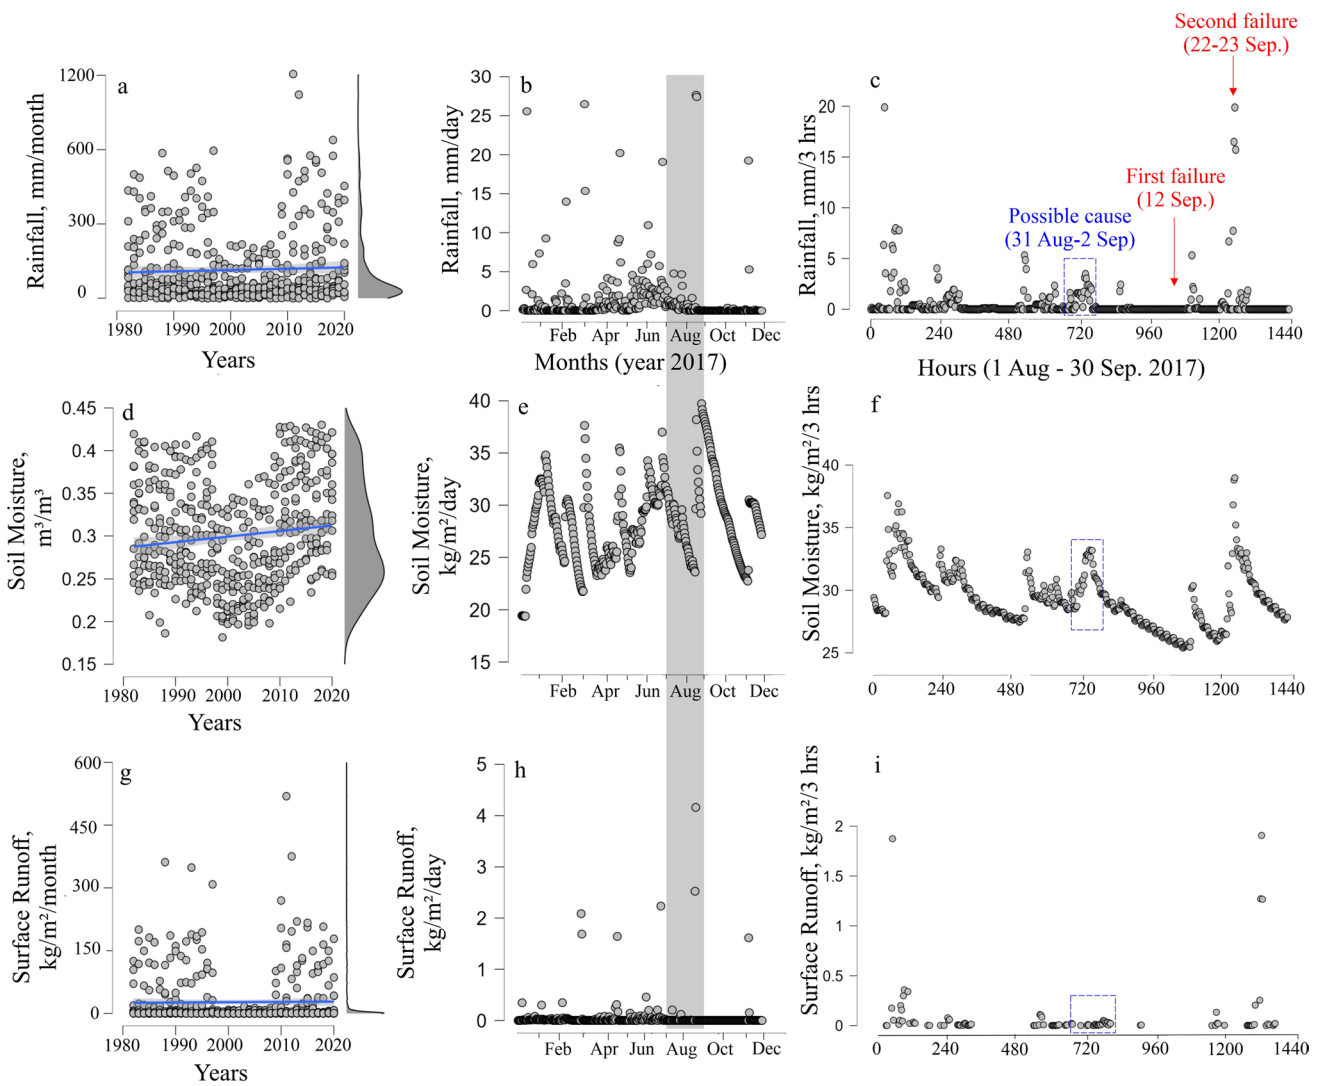 Second failure
(22-23 Sep.)
a
Rainfall, mm/month
1200
600
300
0
1980 1990 2000 2010 2020
Years
b
Rainfall, mm/day
30
25
20
15
10
5
0
Feb Apr Jun Aug Oct Dec
Months (year 2017)
c
Rainfall, mm/3 hrs
20
15
10
5
0
First failure
(12 Sep.)
Possible cause
(31 Aug-2 Sep)
0 240 480 720 960 1200 1440
Hours (1 Aug - 30 Sep. 2017)
d
Soil Moisture,
m³/m³
0.45
0.4
0.35
0.3
0.25
0.2
0.15
1980 1990 2000 2010 2020
Years
e
Soil Moisture,
kg/m²/day
40
35
30
25
20
15
Feb Apr Jun Aug Oct Dec
f
Soil Moisture, kg/m²/3 hrs
40
35
30
25
0 240 480 720 960 1200 1440
g
Surface Runoff,
kg/m²/month
600
450
300
150
0
1980 1990 2000 2010 2020
Years
h
Surface Runoff,
kg/m²/day
5
4
3
2
1
0
Feb Apr Jun Aug Oct Dec
i
Surface Runoff, kg/m²/3 hrs
2
1.5
1
0.5
0
0 240 480 720 960 1200 1440